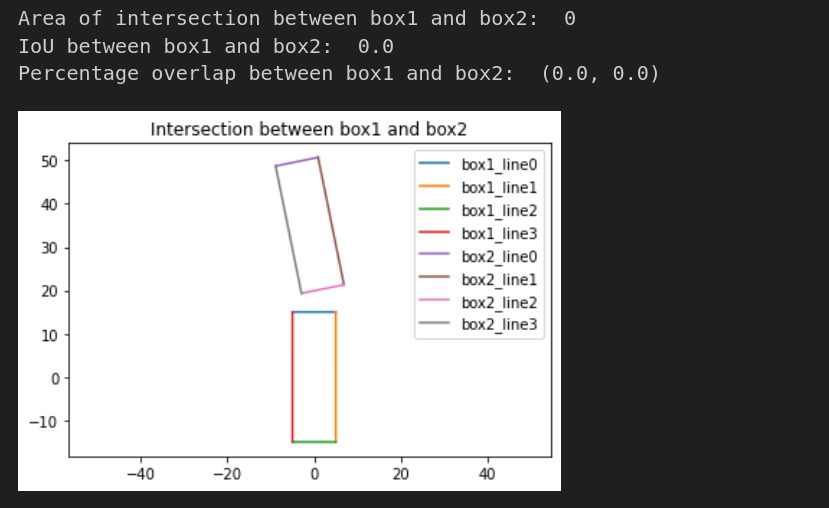 Area of intersection between box1 and box2:  0
IoU between box1 and box2:  0.0
Percentage overlap between box1 and box2:  (0.0, 0.0)
Intersection between box1 and box2
50
40
30
20
10
0
−10
−40
−20
0
20
40
box1_line0
box1_line1
box1_line2
box1_line3
box2_line0
box2_line1
box2_line2
box2_line3